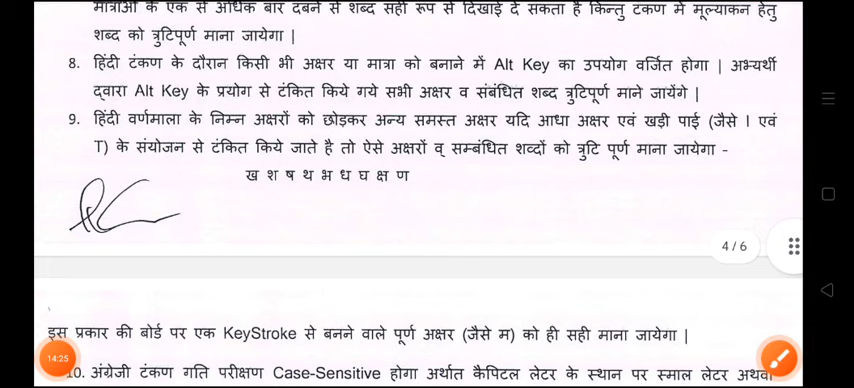 मात्राओं के एक से अधिक बार दबने से शब्द सही रूप से दिखाई दे सकता है किन्तु टंकण में मूल्यांकन हेतु
शब्द को त्रुटिपूर्ण माना जायेगा |
8. हिंदी टंकण के दौरान किसी भी अक्षर या मात्रा को बनाने में Alt Key का उपयोग वर्जित होगा | अभ्यर्थी
द्वारा Alt Key के प्रयोग से टंकित किये गये सभी अक्षर व संबंधित शब्द त्रुटिपूर्ण माने जायेंगे |
9. हिंदी वर्णमाला के निम्न अक्षरों को छोड़कर अन्य समस्त अक्षर यदि आधा अक्षर एवं खड़ी पाई (जैसे I एवं
T) के संयोजन से टंकित किये जाते है तो ऐसे अक्षरों व् सम्बंधित शव्दों को त्रुटि पूर्ण माना जायेगा -
ख श ष थ भ ध घ क्ष ण
4 / 6
इस प्रकार की बोर्ड पर एक KeyStroke से बनने वाले पूर्ण अक्षर (जैसे म) को ही सही माना जायेगा |
14:25
10. अंग्रेजी टंकण गति परीक्षण Case-Sensitive होगा अर्थात कैपिटल लेटर के स्थान पर स्माल लेटर अथवा